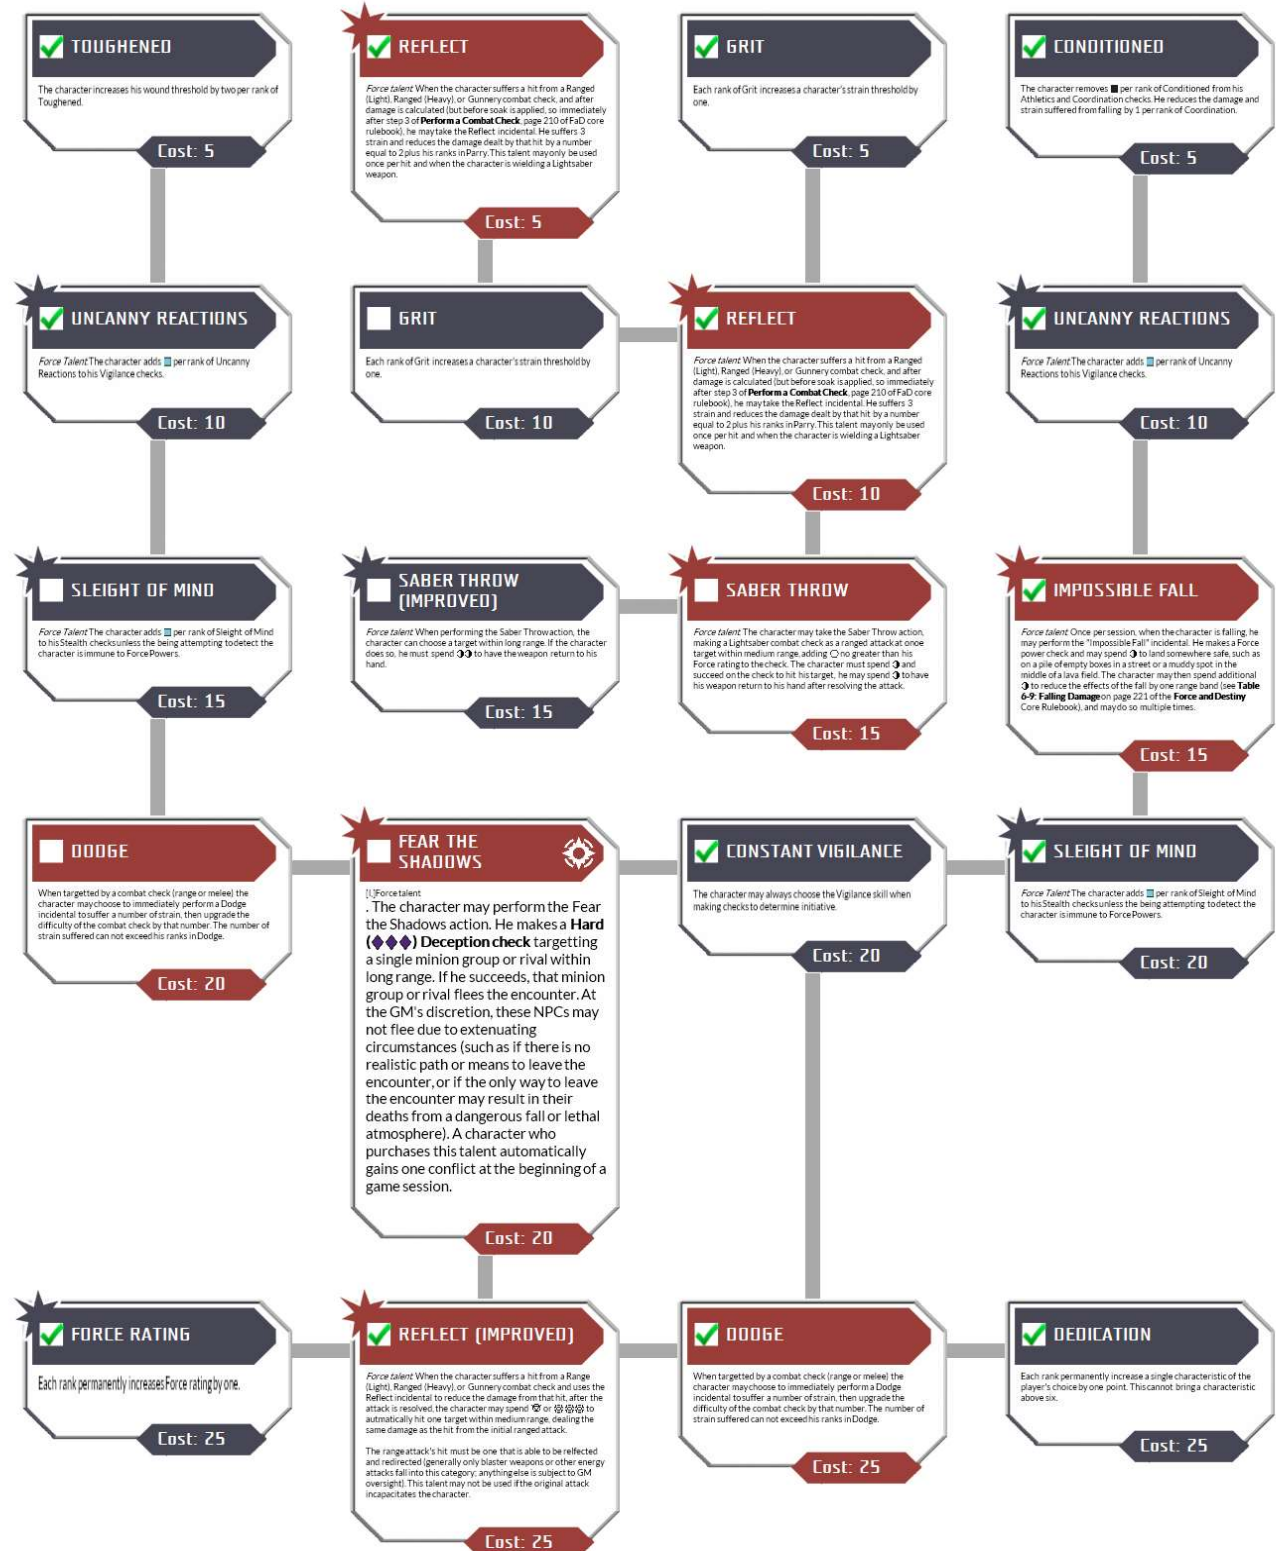 TOUGHENED
The character increases his wound threshold by two per rank of
Toughened.
Cost: 5
REFLECT
Force talent When the character suffers a hit from a Ranged
(Light), Ranged (Heavy), or Gunnery combat check, and after
damage is calculated (but before soak is applied, so immediately
after step 3 of Perform a Combat Check, page 210 of FaD core
rulebook), he may take the Reflect incidental. He suffers 3
strain and reduces the damage dealt by that hit by a number
equal to 2 plus his ranks in Parry. This talent may only be used
once per hit and when the character is wielding a Lightsaber
weapon.
Cost: 5
GRIT
Each rank of Grit increases a character's strain threshold by
one.
Cost: 5
CONDITIONED
The character removes per rank of Conditioned from his
Athletics and Coordination checks. He reduces the damage and
strain suffered from falling by 1 per rank of Coordination.
Cost: 5
UNCANNY REACTIONS
Force Talent The character adds per rank of Uncanny
Reactions to his Vigilance checks.
Cost: 10
GRIT
Each rank of Grit increases a character's strain threshold by
one.
Cost: 10
REFLECT
Force talent When the character suffers a hit from a Ranged
(Light), Ranged (Heavy), or Gunnery combat check, and after
damage is calculated (but before soak is applied, so immediately
after step 3 of Perform a Combat Check, page 210 of FaD core
rulebook), he may take the Reflect incidental. He suffers 3
strain and reduces the damage dealt by that hit by a number
equal to 2 plus his ranks in Parry. This talent may only be used
once per hit and when the character is wielding a Lightsaber
weapon.
Cost: 10
UNCANNY REACTIONS
Force Talent The character adds per rank of Uncanny
Reactions to his Vigilance checks.
Cost: 10
SLEIGHT OF MIND
Force Talent The character adds per rank of Sleight of Mind
to his Stealth checks unless the being attempting to detect the
character is immune to Force Powers.
Cost: 15
SABER THROW
(IMPROVED)
Force talent When performing the Saber Throw action, the
character can choose a target within long range. If the character
does so, he must spend to have the weapon return to his
hand.
Cost: 15
SABER THROW
Force talent The character may take the Saber Throw action,
making a Lightsaber combat check as a ranged attack at once
target within medium range, adding no greater than his
Force rating to the check. The character must spend and
succeed on the check to hit his target, he may spend to have
his weapon return to his hand after resolving the attack.
Cost: 15
IMPOSSIBLE FALL
Force talent Once per session, when the character is falling, he
may perform the "Impossible Fall" incidental. He makes a Force
power check and may spend to land somewhere safe, such as
on a pile of empty boxes in a street or a muddy spot in the
middle of a lava field. The character may then spend additional
to reduce the effects of the fall by one range band (see Table
6-9: Falling Damage on page 221 of the Force and Destiny
Core Rulebook), and may do so multiple times.
Cost: 15
DODGE
When targetted by a combat check (range or melee) the
character may choose to immediately perform a Dodge
incidental to suffer a number of strain, then upgrade the
difficulty of the combat check by that number. The number of
strain suffered can not exceed his ranks in Dodge.
Cost: 20
FEAR THE
SHADOWS
[I.]Force talent
. The character may perform the Fear
the Shadows action. He makes a Hard
(◆◆◆) Deception check targetting
a single minion group or rival within
long range. If he succeeds, that minion
group or rival flees the encounter. At
the GM's discretion, these NPCs may
not flee due to extenuating
circumstances (such as if there is no
realistic path or means to leave the
encounter, or if the only way to leave
the encounter may result in their
deaths from a dangerous fall or lethal
atmosphere). A character who
purchases this talent automatically
gains one conflict at the beginning of a
game session.
Cost: 20
CONSTANT VIGILANCE
The character may always choose the Vigilance skill when
making checks to determine initiative.
Cost: 20
SLEIGHT OF MIND
Force Talent The character adds per rank of Sleight of Mind
to his Stealth checks unless the being attempting to detect the
character is immune to Force Powers.
Cost: 20
FORCE RATING
Each rank permanently increases Force rating by one.
Cost: 25
REFLECT (IMPROVED)
Force talent When the character suffers a hit from a Range
(Light), Ranged (Heavy), or Gunnery combat check and uses the
Reflect incidental to reduce the damage from that hit, after the
attack is resolved, the character may spend or to
autmatically hit one target within medium range, dealing the
same damage as the hit from the initial ranged attack.
The range attack's hit must be one that is able to be relfected
and redirected (generally only blaster weapons or other energy
attacks fall into this category; anything else is subject to GM
oversight). This talent may not be used if the original attack
incapacitates the character.
Cost: 25
DODGE
When targetted by a combat check (range or melee) the
character may choose to immediately perform a Dodge
incidental to suffer a number of strain, then upgrade the
difficulty of the combat check by that number. The number of
strain suffered can not exceed his ranks in Dodge.
Cost: 25
DEDICATION
Each rank permanently increase a single characteristic of the
player's choice by one point. This cannot bring a characteristic
above six.
Cost: 25